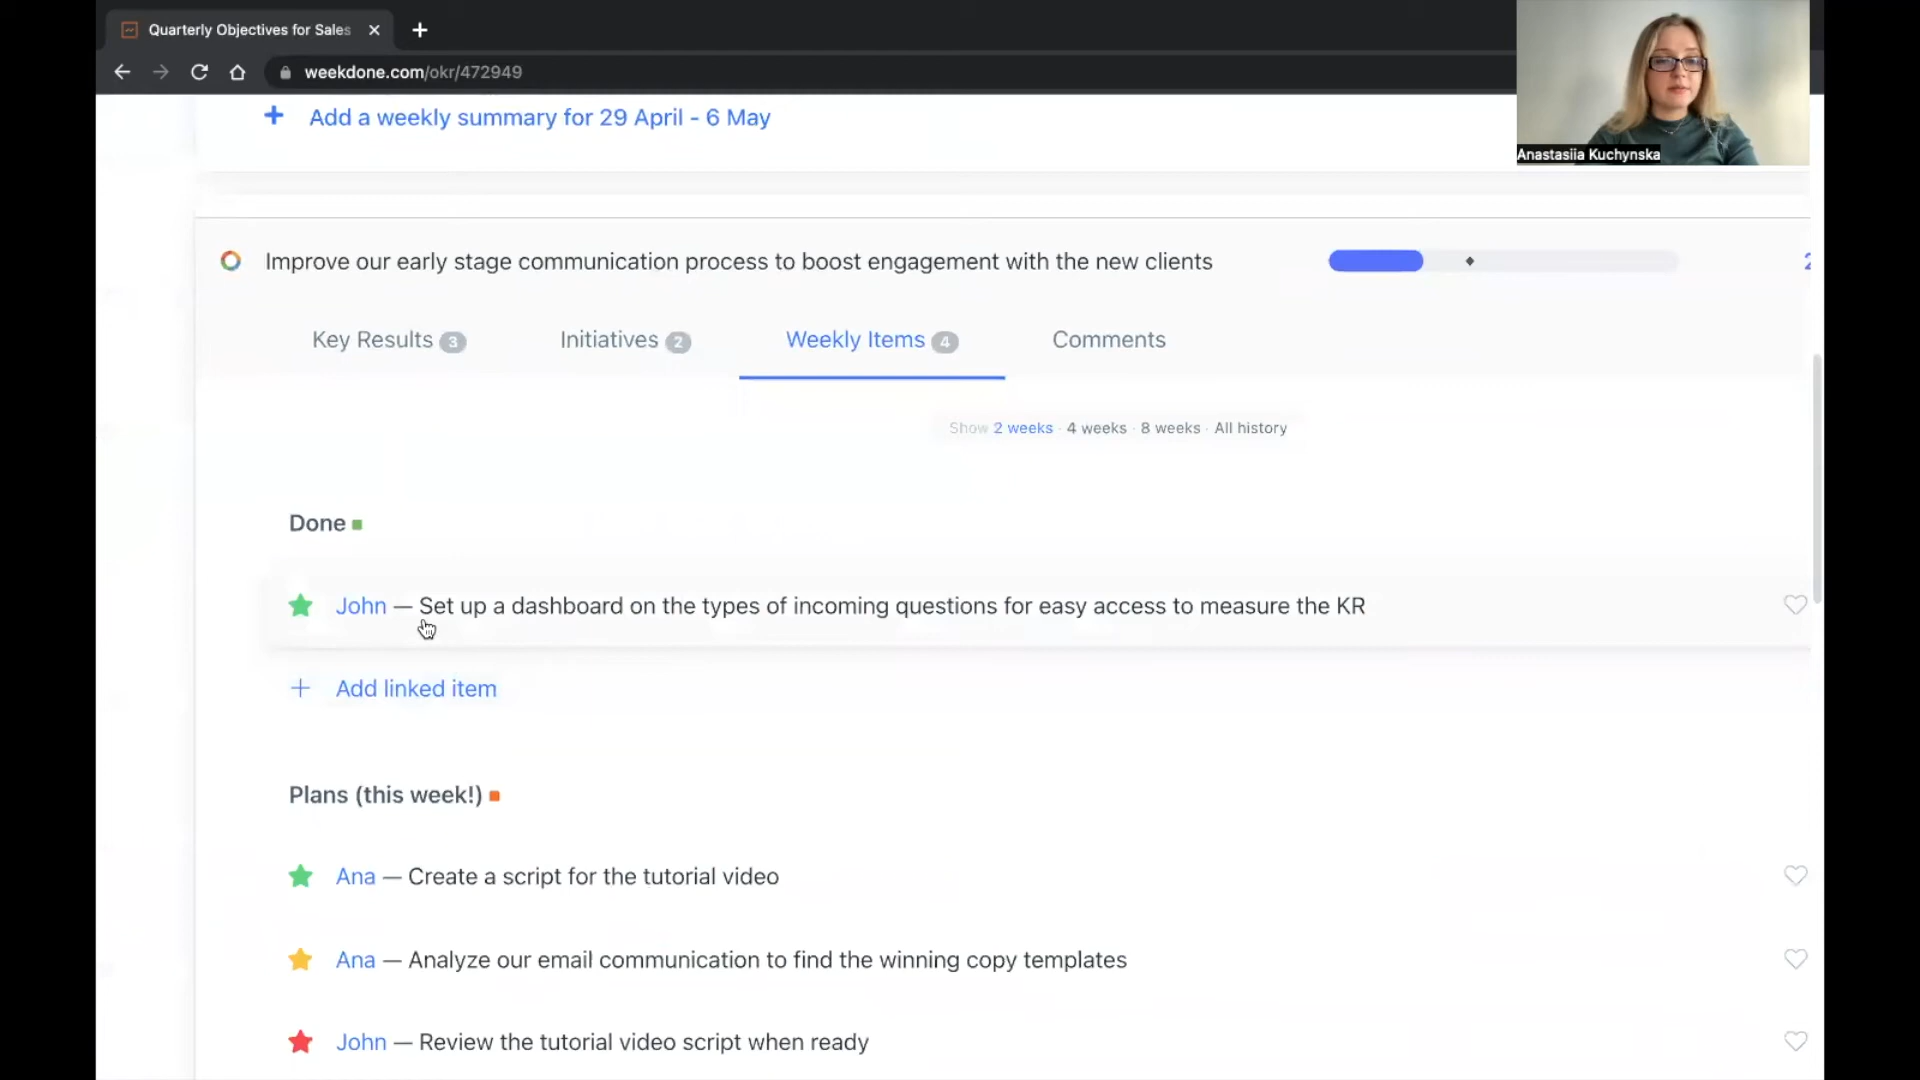 Quarterly Objectives for Sales
weekdone.com/okr/472949
Anastasiia Kuchynska
Add a weekly summary for 29 April - 6 May
Improve our early stage communication process to boost engagement with the new clients
Key Results 3 Initiatives 2 Weekly Items 4 Comments
Show 2 weeks · 4 weeks · 8 weeks · All history
Done
John — Set up a dashboard on the types of incoming questions for easy access to measure the KR
+ Add linked item
Plans (this week!)
Ana — Create a script for the tutorial video
Ana — Analyze our email communication to find the winning copy templates
John — Review the tutorial video script when ready